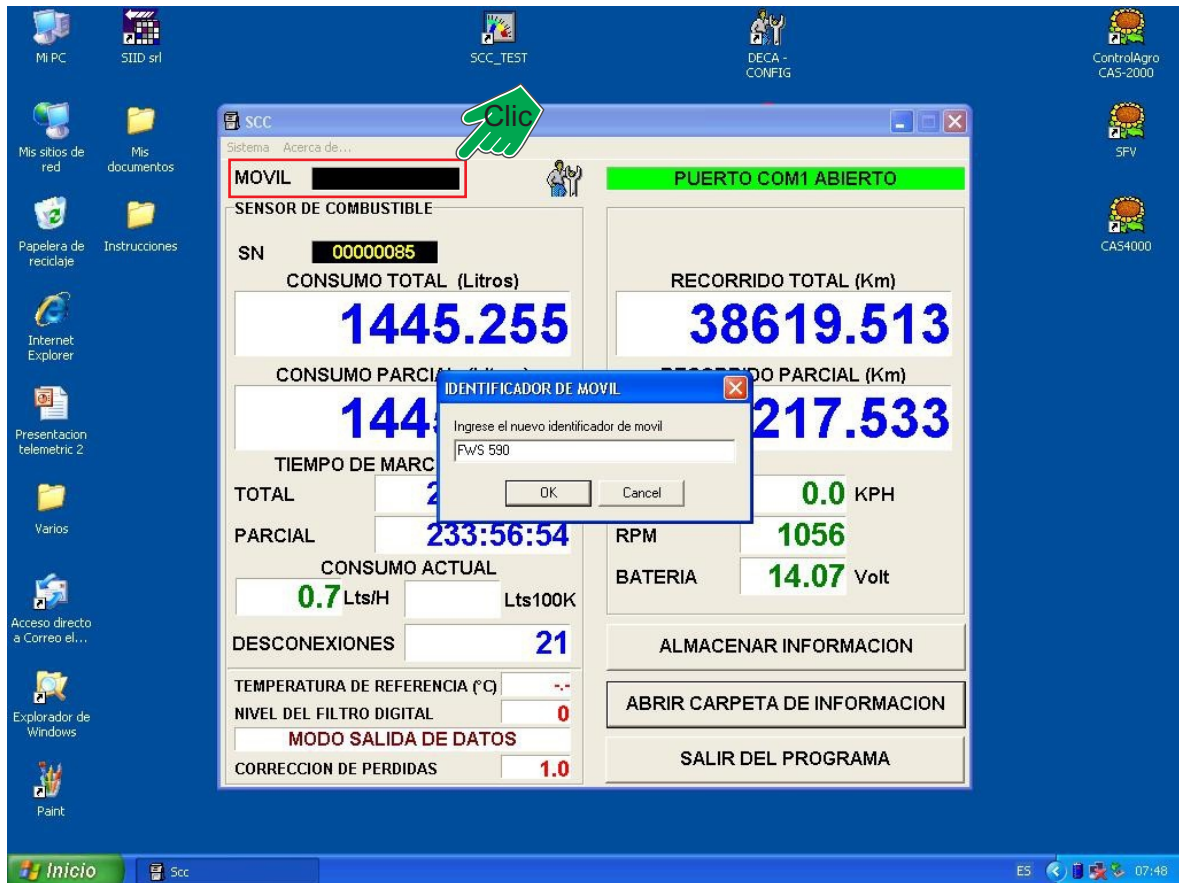 Mi PC
SIID srl
SCC_TEST
DECA -
CONFIG
ControlAgro
CAS-2000
Mis sitios de
red
Mis
documentos
SFV
Papelera de
reciclaje
Instrucciones
CAS4000
Internet
Explorer
Presentacion
telemetric 2
Varios
Acceso directo
a Correo el...
Explorador de
Windows
Paint
Clic
SCC
Sistema Acerca de...
MOVIL
PUERTO COM1 ABIERTO
SENSOR DE COMBUSTIBLE
SN 00000085
CONSUMO TOTAL (Litros)
1445.255
RECORRIDO TOTAL (Km)
38619.513
CONSUMO PARCIAL
144
PARCIAL (Km)
217.533
IDENTIFICADOR DE MOVIL
Ingrese el nuevo identificador de movil
FWS 590
OK Cancel
TIEMPO DE MARC
TOTAL 2
0.0 KPH
PARCIAL 233:56:54
RPM 1056
CONSUMO ACTUAL
0.7 Lts/H Lts100K
BATERIA 14.07 Volt
DESCONEXIONES 21
ALMACENAR INFORMACION
TEMPERATURA DE REFERENCIA (°C) -.-
NIVEL DEL FILTRO DIGITAL 0
MODO SALIDA DE DATOS
CORRECCION DE PERDIDAS 1.0
ABRIR CARPETA DE INFORMACION
SALIR DEL PROGRAMA
Inicio
Scc
ES
07:48